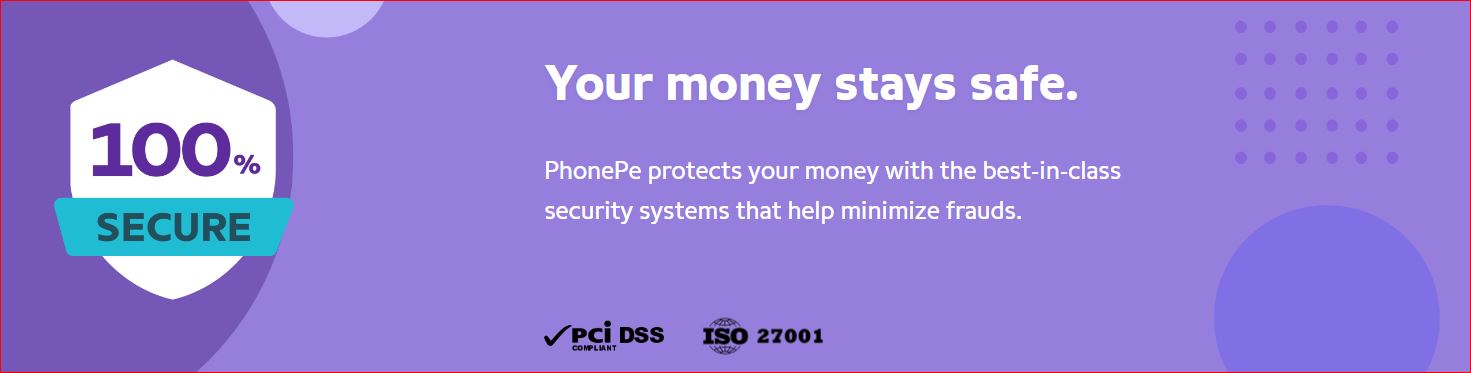 100%
SECURE
Your money stays safe.
PhonePe protects your money with the best-in-class
security systems that help minimize frauds.
PCi DSS
COMPLIANT
ISO 27001